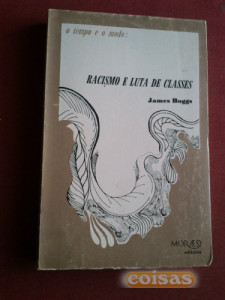 o tempo e o modo:
RACISMO E LUTA DE CLASSES
James Boggs
MORAES
editores
coisas